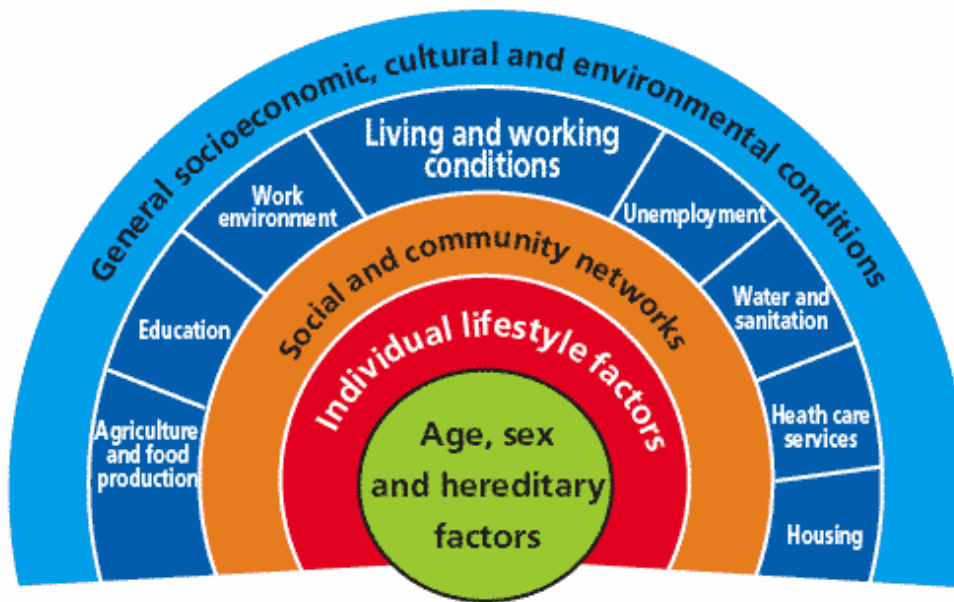 General socioeconomic, cultural and environmental conditions
Living and working
conditions
Work
environment
Unemployment
Education
Water and
sanitation
Agriculture
and food
production
Heath care
services
Housing
Social and community networks
Individual lifestyle factors
Age, sex
and hereditary
factors